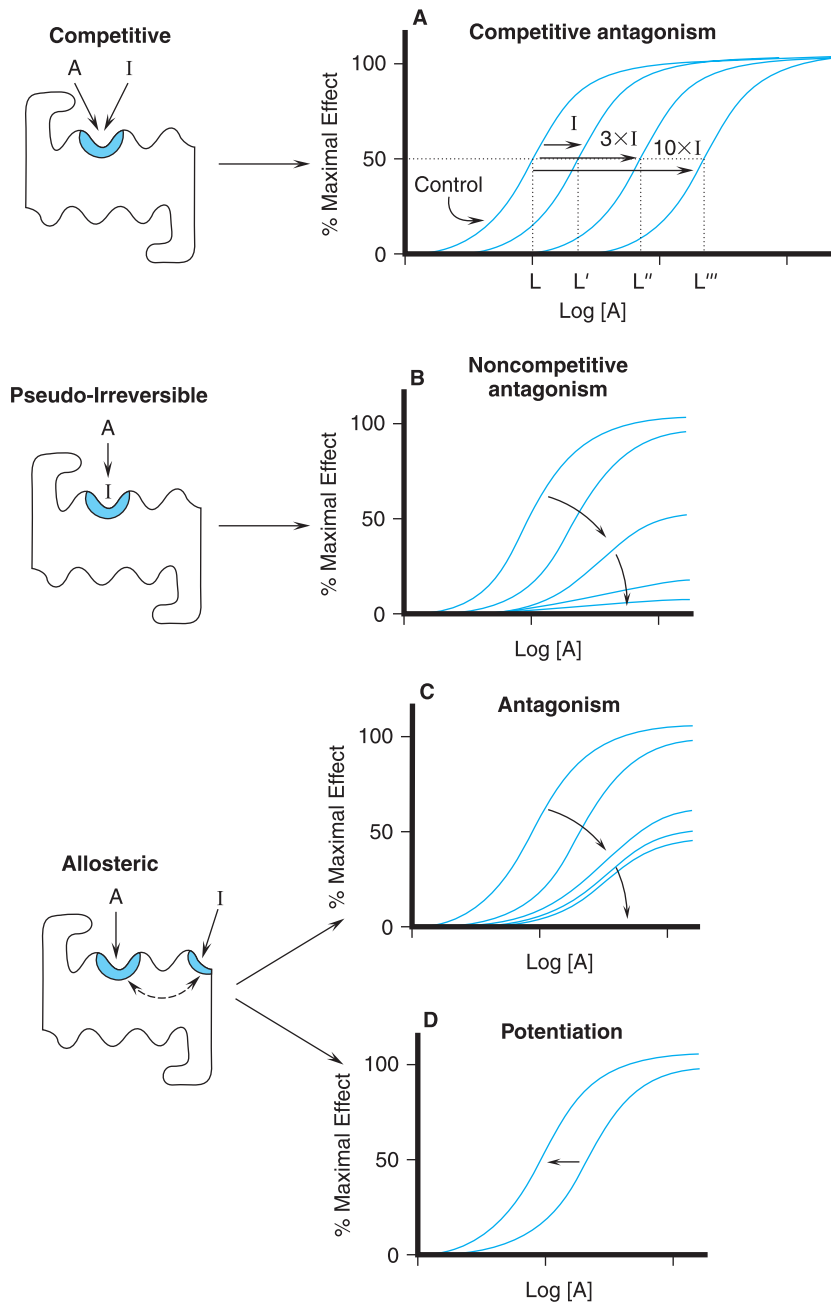 Competitive
A I
A
Competitive antagonism
% Maximal Effect
100
50
0
Control
I
3×I
10×I
L L′ L″ L‴
Log [A]
Pseudo-Irreversible
A
I
B
Noncompetitive
antagonism
% Maximal Effect
100
50
0
Log [A]
Allosteric
A I
C
Antagonism
% Maximal Effect
100
50
0
Log [A]
D
Potentiation
% Maximal Effect
100
50
0
Log [A]